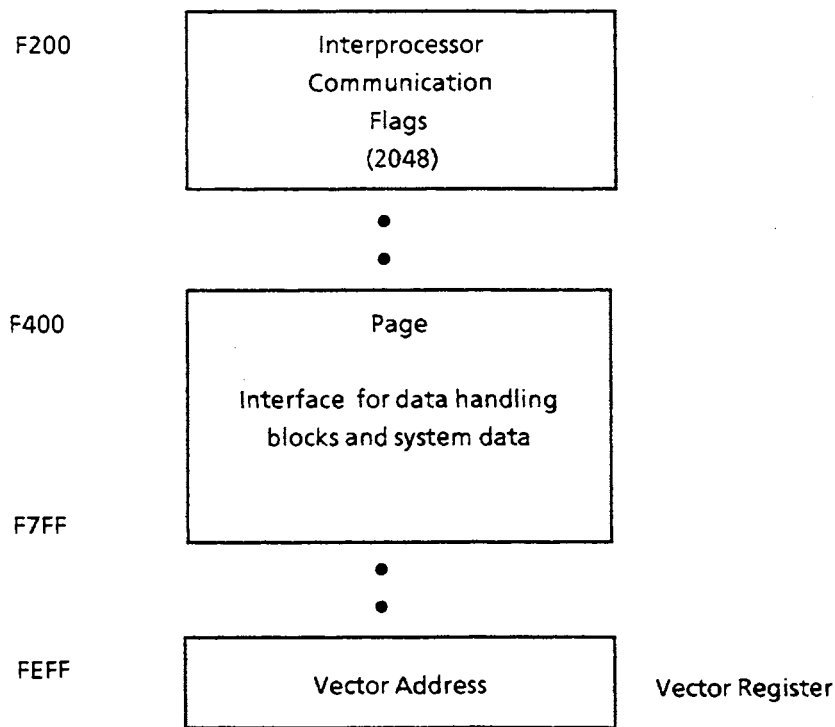 F200
Interprocessor
Communication
Flags
(2048)
F400
Page
Interface for data handling
blocks and system data
F7FF
FEFF
Vector Address
Vector Register